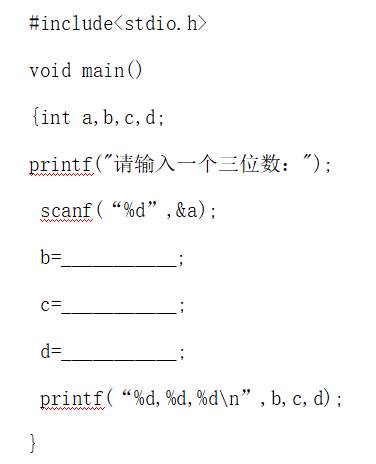 #include<stdio.h>
void main()
{int a,b,c,d;
printf("请输入一个三位数：");
scanf(“%d”,&a);
b=___________;
c=___________;
d=___________;
printf(“%d,%d,%d\n”,b,c,d);
}